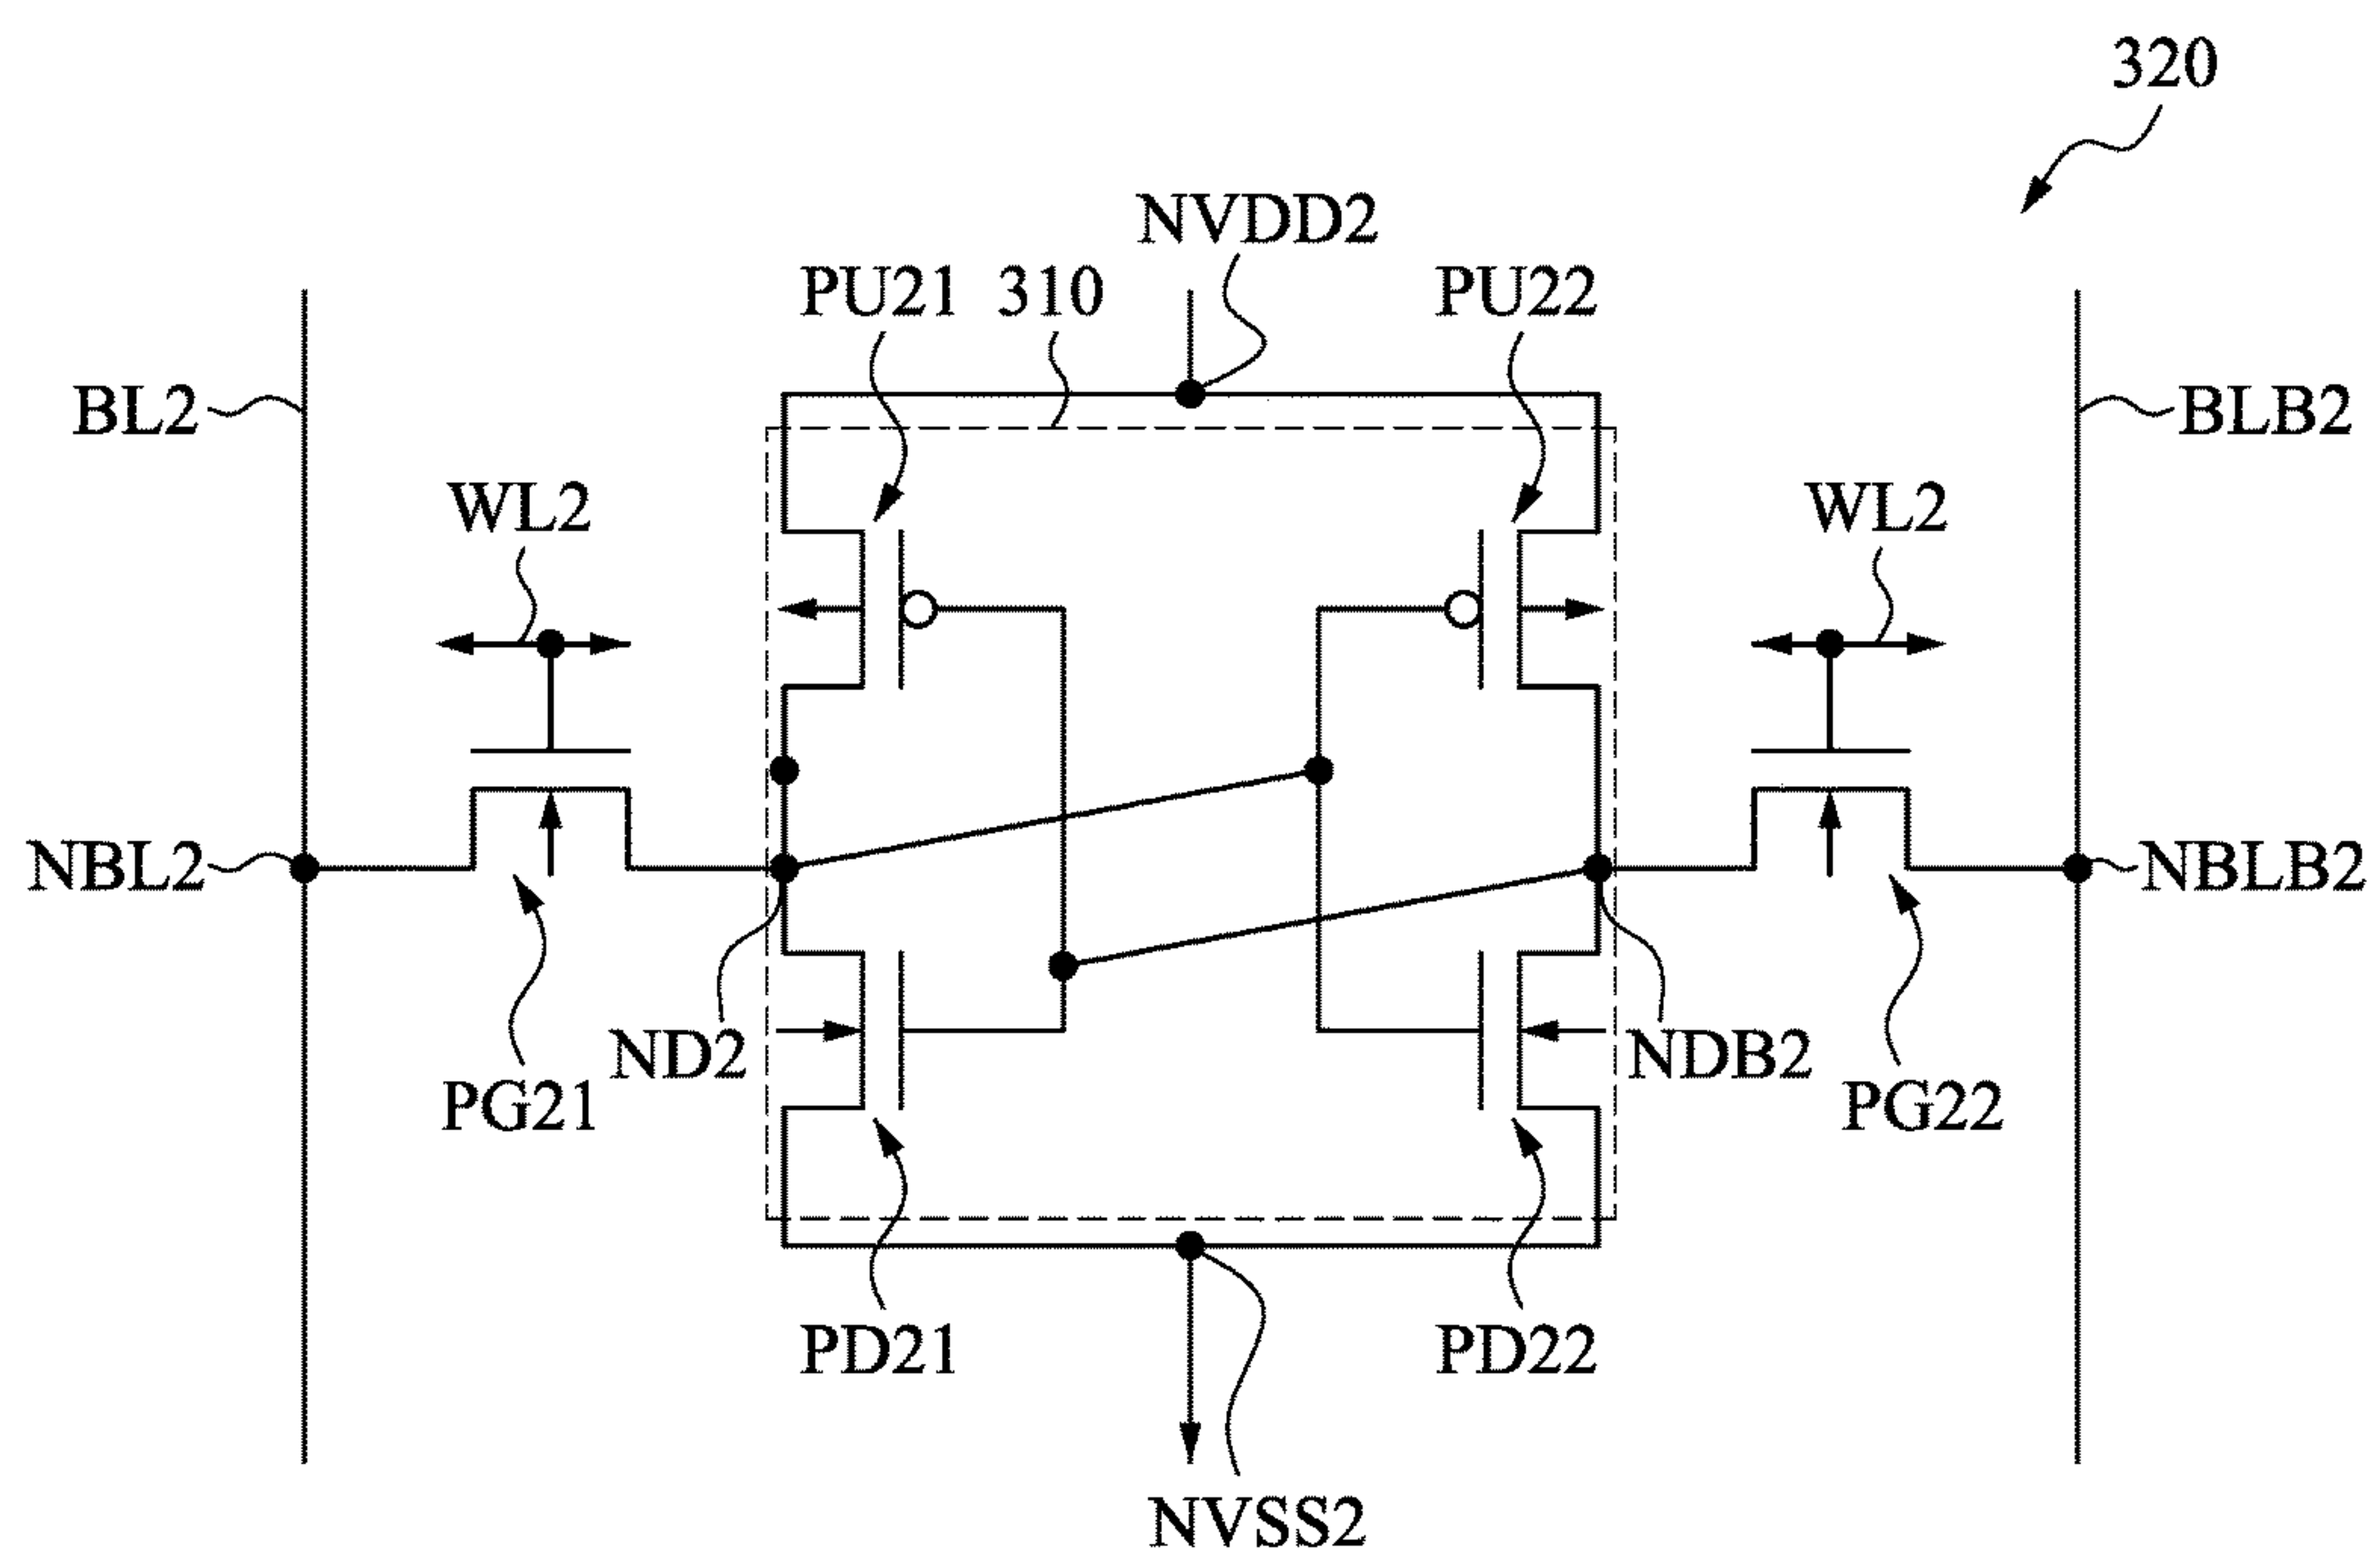 320
NVDD2
PU21
310
PU22
BL2
BLB2
WL2
WL2
NBL2
NBLB2
ND2
NDB2
PG21
PG22
PD21
PD22
NVSS2